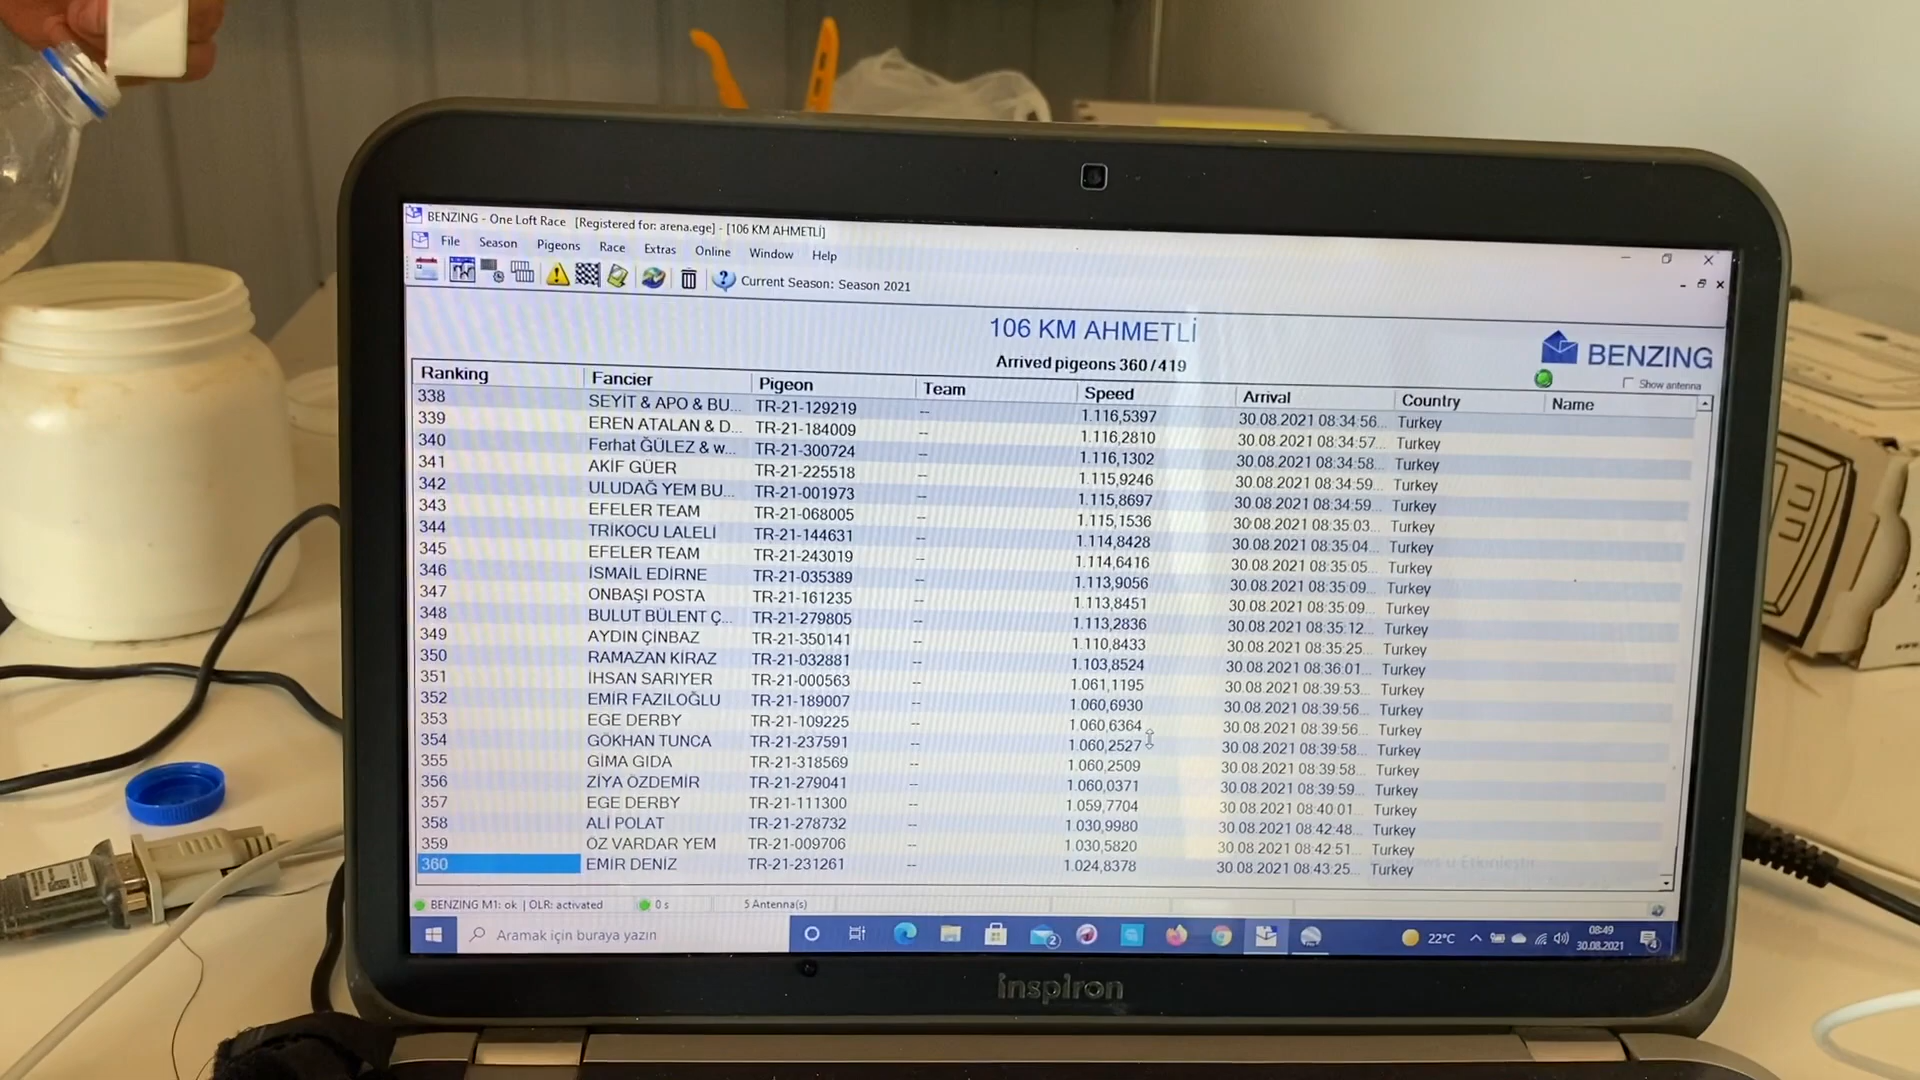 BENZING - One Loft Race [Registered for: arena.ege] - [106 KM AHMETLİ]
File Season Pigeons Race Extras Online Window Help
Current Season: Season 2021
106 KM AHMETLİ
Arrived pigeons 360/419
BENZING
Show antenna
Ranking Fancier Pigeon Team Speed Arrival Country Name
338 SEYİT & APO & BU... TR-21-129219 -- 1.116,5397 30.08.2021 08:34:56... Turkey
339 EREN ATALAN & D... TR-21-184009 -- 1.116,2810 30.08.2021 08:34:57... Turkey
340 Ferhat ĞÜLEZ & w... TR-21-300724 -- 1.116,1302 30.08.2021 08:34:58... Turkey
341 AKİF GÜER TR-21-225518 -- 1.115,9246 30.08.2021 08:34:59... Turkey
342 ULUDAĞ YEM BU... TR-21-001973 -- 1.115,8697 30.08.2021 08:34:59... Turkey
343 EFELER TEAM TR-21-068005 -- 1.115,1536 30.08.2021 08:35:03... Turkey
344 TRİKOCU LALELİ TR-21-144631 -- 1.114,8428 30.08.2021 08:35:04... Turkey
345 EFELER TEAM TR-21-243019 -- 1.114,6416 30.08.2021 08:35:05... Turkey
346 İSMAİL EDİRNE TR-21-035389 -- 1.113,9056 30.08.2021 08:35:09... Turkey
347 ONBAŞI POSTA TR-21-161235 -- 1.113,8451 30.08.2021 08:35:09... Turkey
348 BULUT BÜLENT Ç... TR-21-279805 -- 1.113,2836 30.08.2021 08:35:12... Turkey
349 AYDIN ÇİNBAZ TR-21-350141 -- 1.110,8433 30.08.2021 08:35:25... Turkey
350 RAMAZAN KİRAZ TR-21-032881 -- 1.103,8524 30.08.2021 08:36:01... Turkey
351 İHSAN SARIYER TR-21-000563 -- 1.061,1195 30.08.2021 08:39:53... Turkey
352 EMİR FAZILOĞLU TR-21-189007 -- 1.060,6930 30.08.2021 08:39:56... Turkey
353 EGE DERBY TR-21-109225 -- 1.060,6364 30.08.2021 08:39:56... Turkey
354 GÖKHAN TUNCA TR-21-237591 -- 1.060,2527 30.08.2021 08:39:58... Turkey
355 GİMA GIDA TR-21-318569 -- 1.060,2509 30.08.2021 08:39:58... Turkey
356 ZİYA ÖZDEMİR TR-21-279041 -- 1.060,0371 30.08.2021 08:39:59... Turkey
357 EGE DERBY TR-21-111300 -- 1.059,7704 30.08.2021 08:40:01... Turkey
358 ALİ POLAT TR-21-278732 -- 1.030,9980 30.08.2021 08:42:48... Turkey
359 ÖZ VARDAR YEM TR-21-009706 -- 1.030,5820 30.08.2021 08:42:51... Turkey
360 EMİR DENİZ TR-21-231261 -- 1.024,8378 30.08.2021 08:43:25... Turkey
BENZING M1: ok | OLR: activated 0 s 5 Antenna(s)
Aramak için buraya yazın 2 22°C 08:49
30.08.2021 4
inspiron